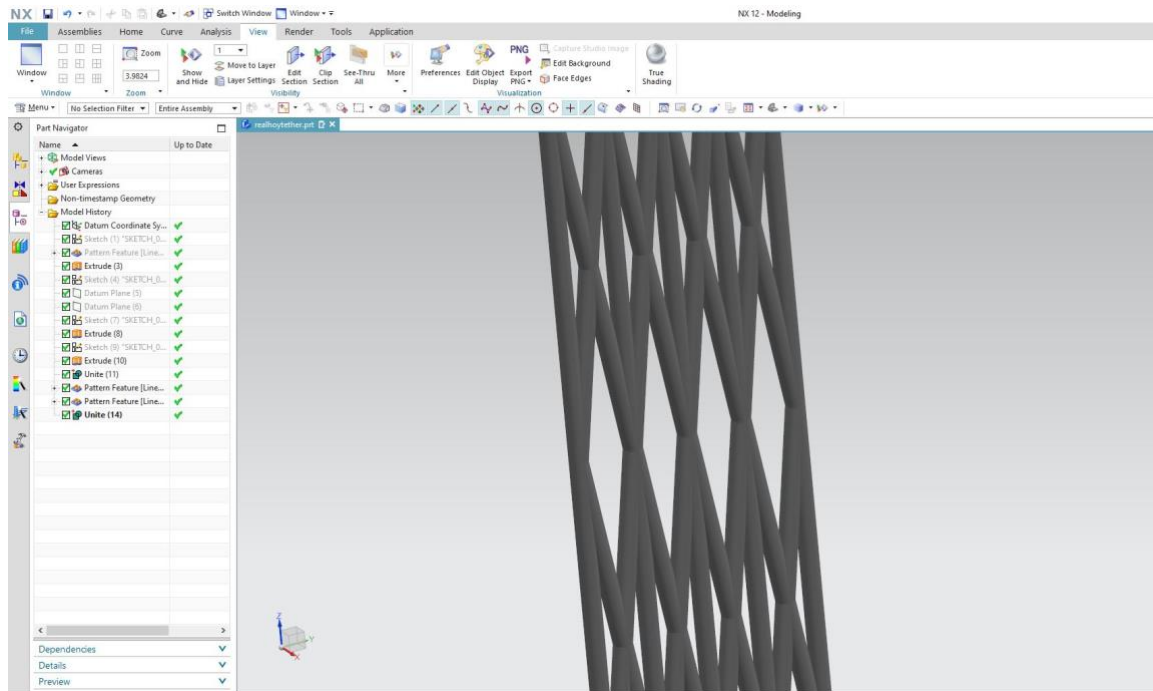 NX
Switch Window Window
NX 12 - Modeling
File Assemblies Home Curve Analysis View Render Tools Application
Window
Window
Zoom
3.9824
Zoom
Show and Hide
1
Move to Layer
Layer Settings
Edit Section
Clip Section
See-Thru All
More
Visibility
Preferences
Edit Object Display
PNG
Export PNG
Capture Studio Image
Edit Background
Face Edges
Visualization
True Shading
Menu No Selection Filter Entire Assembly
Part Navigator
realhoytether.prt
Name Up to Date
Model Views
Cameras
User Expressions
Non-timestamp Geometry
Model History
Datum Coordinate Sy...
Sketch (1) "SKETCH_0...
Pattern Feature [Line...
Extrude (3)
Sketch (4) "SKETCH_0...
Datum Plane (5)
Datum Plane (6)
Sketch (7) "SKETCH_0...
Extrude (8)
Sketch (9) "SKETCH_0...
Extrude (10)
Unite (11)
Pattern Feature [Line...
Pattern Feature [Line...
Unite (14)
Z
Y
X
Dependencies
Details
Preview